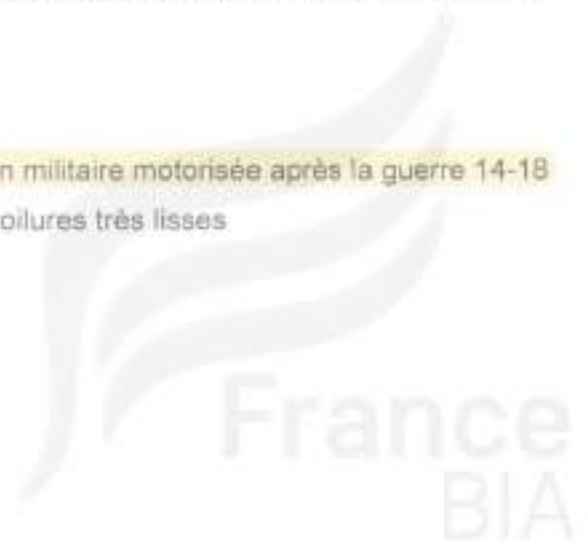 n militaire motorisée après la guerre 14-18
oilures très lisses
France
BIA